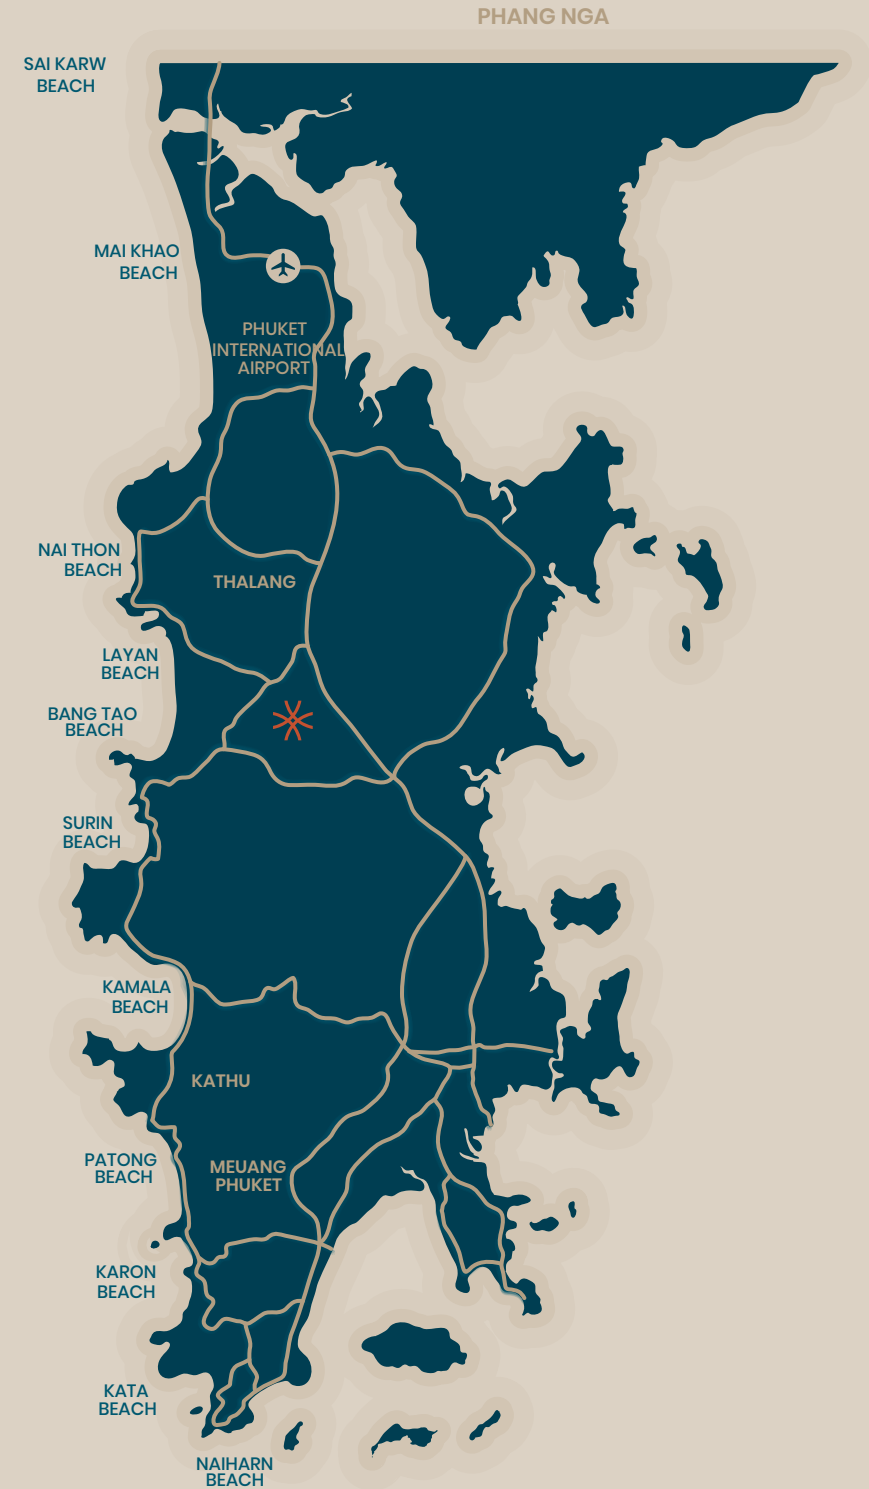 PHANG NGA
SAI KARW
BEACH
MAI KHAO
BEACH
PHUKET
INTERNATIONAL
AIRPORT
NAI THON
BEACH
THALANG
LAYAN
BEACH
BANG TAO
BEACH
SURIN
BEACH
KAMALA
BEACH
KATHU
PATONG
BEACH
MEUANG
PHUKET
KARON
BEACH
KATA
BEACH
NAIHARN
BEACH